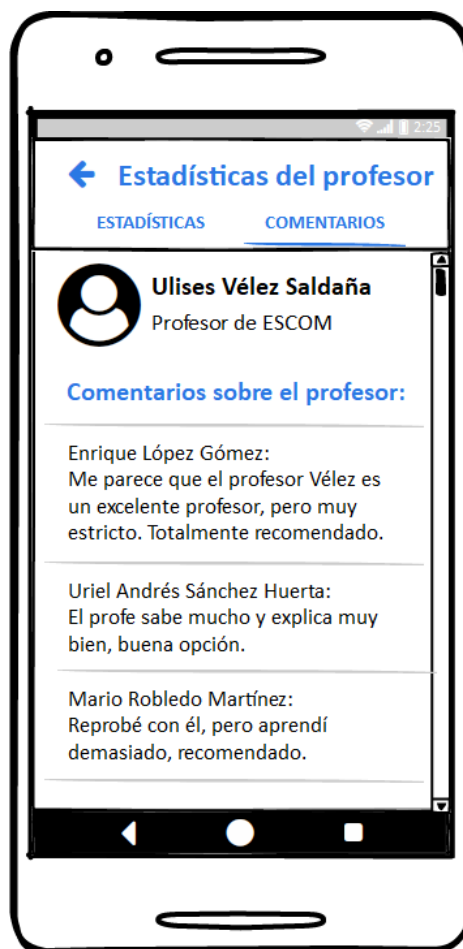 2:25
Estadísticas del profesor
ESTADÍSTICAS COMENTARIOS
Ulises Vélez Saldaña
Profesor de ESCOM
Comentarios sobre el profesor:
Enrique López Gómez:
Me parece que el profesor Vélez es
un excelente profesor, pero muy
estricto. Totalmente recomendado.
Uriel Andrés Sánchez Huerta:
El profe sabe mucho y explica muy
bien, buena opción.
Mario Robledo Martínez:
Reprobé con él, pero aprendí
demasiado, recomendado.